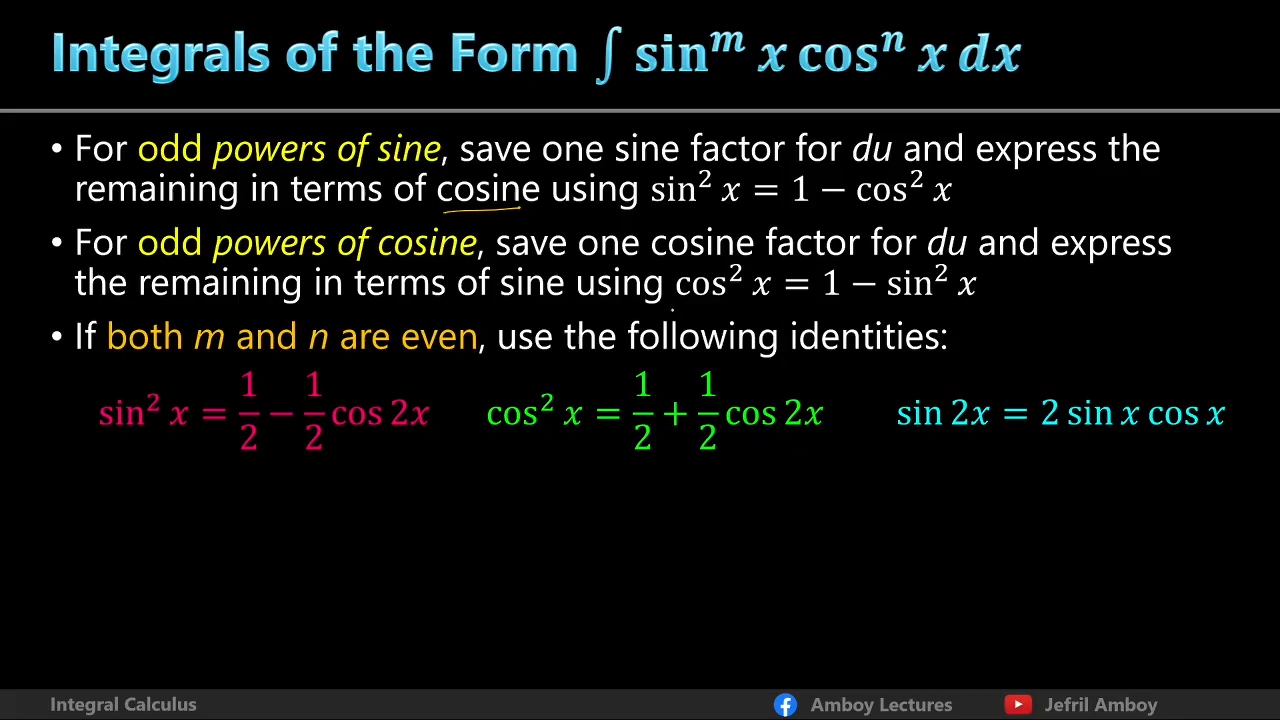 Integrals of the Form ∫ sin^m x cos^n x dx
• For odd powers of sine, save one sine factor for du and express the
remaining in terms of cosine using sin² x = 1 − cos² x
• For odd powers of cosine, save one cosine factor for du and express
the remaining in terms of sine using cos² x = 1 − sin² x
• If both m and n are even, use the following identities:
sin² x = 1/2 − 1/2 cos 2x cos² x = 1/2 + 1/2 cos 2x sin 2x = 2 sin x cos x
Integral Calculus Amboy Lectures Jefril Amboy